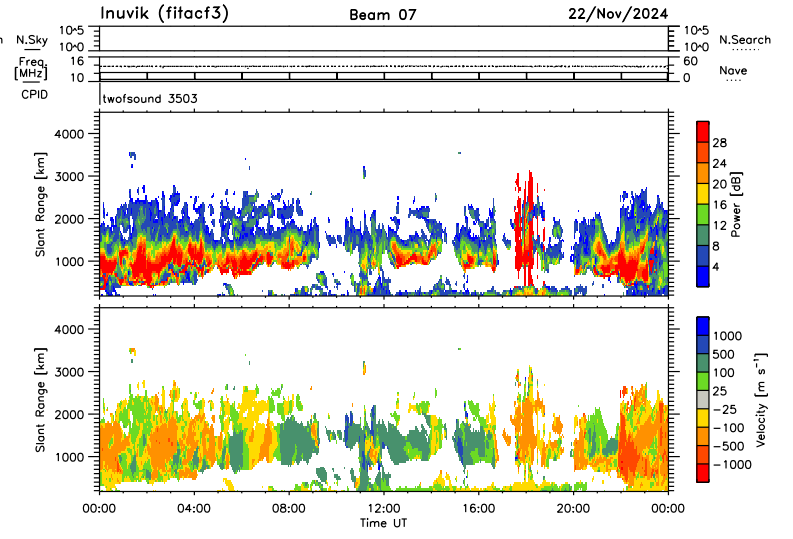 Inuvik (fitacf3) Beam 07 22/Nov/2024
n N.Sky 10^5 10^5 N.Search
10^0 10^0
Freq. 16 60 Nave
[MHz] 10 0
CPID twofsound 3503
Slant Range [km]
4000
3000
2000
1000
Power [dB]
28
24
20
16
12
8
4
Slant Range [km]
4000
3000
2000
1000
Velocity [m s⁻¹]
1000
500
100
25
−25
−100
−500
−1000
00:00 04:00 08:00 12:00 16:00 20:00 00:00
Time UT